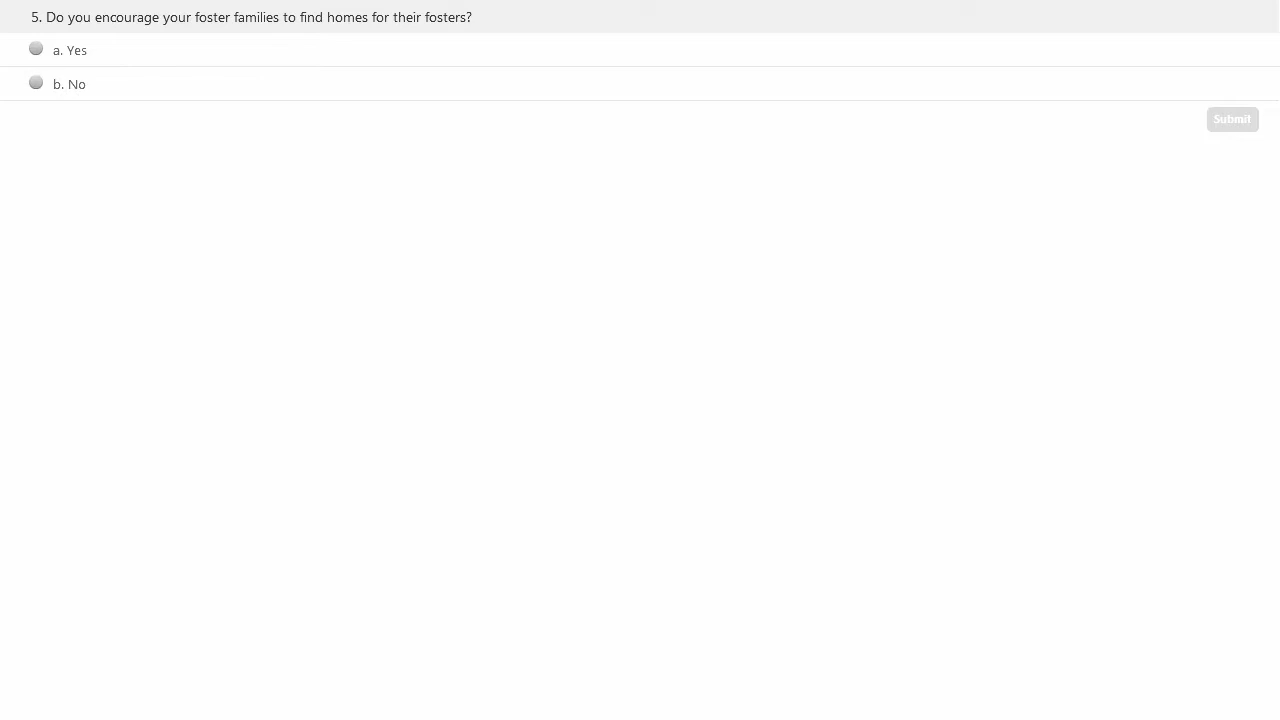 5. Do you encourage your foster families to find homes for their fosters?
a. Yes
b. No
Submit